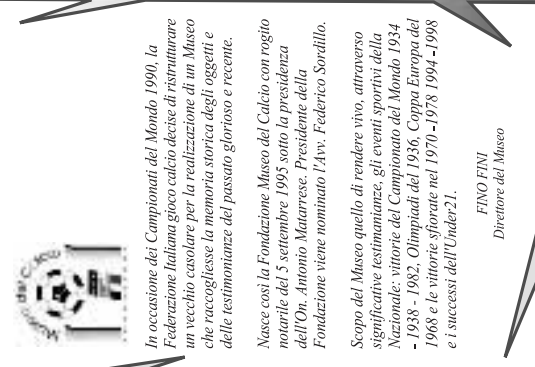 Museo del Calcio
In occasione dei Campionati del Mondo 1990, la
Federazione Italiana gioco calcio decise di ristrutturare
un vecchio casolare per la realizzazione di un Museo
che raccogliesse la memoria storica degli oggetti e
delle testimonianze del passato glorioso e recente.
Nasce così la Fondazione Museo del Calcio con rogito
notarile del 5 settembre 1995 sotto la presidenza
dell'On. Antonio Matarrese. Presidente della
Fondazione viene nominato l'Avv. Federico Sordillo.
Scopo del Museo quello di rendere vivo, attraverso
significative testimanianze, gli eventi sportivi della
Nazionale: vittorie del Campionato del Mondo 1934
- 1938 - 1982, Olimpiadi del 1936, Coppa Europa del
1968 e le vittorie sfiorate nel 1970 -1978 1994 -1998
e i successi dell'Under21.
FINO FINI
Direttore del Museo